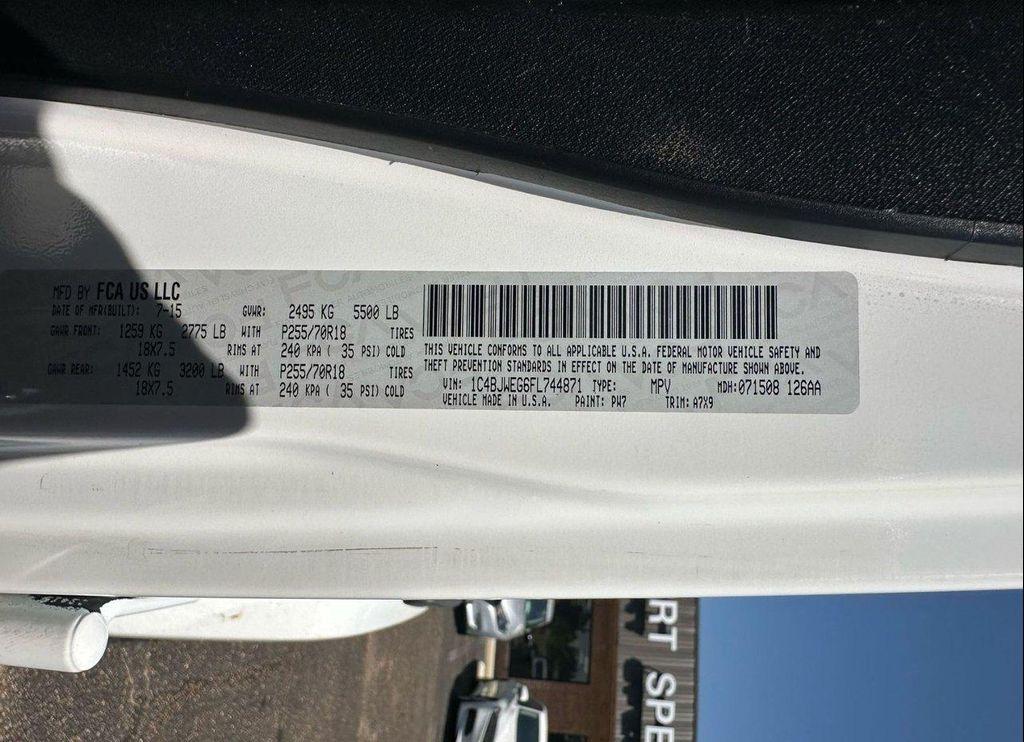 MFD BY FCA US LLC
DATE OF MFR(BUILT): 7-15 GVWR: 2495 KG 5500 LB
GAWR FRONT: 1259 KG 2775 LB WITH P255/70R18 TIRES
18X7.5 RIMS AT 240 KPA ( 35 PSI) COLD
GAWR REAR: 1452 KG 3200 LB WITH P255/70R18 TIRES
18X7.5 RIMS AT 240 KPA ( 35 PSI) COLD
THIS VEHICLE CONFORMS TO ALL APPLICABLE U.S.A. FEDERAL MOTOR VEHICLE SAFETY AND
THEFT PREVENTION STANDARDS IN EFFECT ON THE DATE OF MANUFACTURE SHOWN ABOVE.
VIN: 1C4BJWEG6FL744871 TYPE: MPV MDH: 071508 126AA
VEHICLE MADE IN U.S.A. PAINT: PW7 TRIM: A7X9
RT SPE